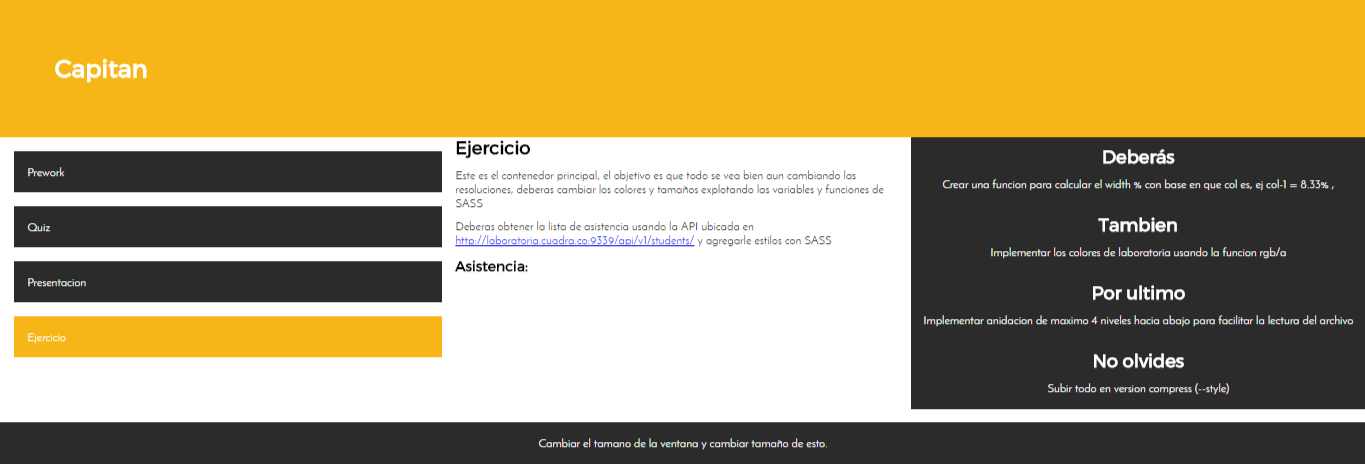 Capitan
Prework
Quiz
Presentacion
Ejercicio
Ejercicio
Este es el contenedor principal, el objetivo es que todo se vea bien aun cambiando las
resoluciones, deberas cambiar los colores y tamaños explotando las variables y funciones de
SASS
Deberas obtener la lista de asistencia usando la API ubicada en
http://laboratoria.cuadra.co:9339/api/v1/students/ y agregarle estilos con SASS
Asistencia:
Deberás
Crear una funcion para calcular el width % con base en que col es, ej col-1 = 8.33% ,
Tambien
Implementar los colores de laboratoria usando la funcion rgb/a
Por ultimo
Implementar anidacion de maximo 4 niveles hacia abajo para facilitar la lectura del archivo
No olvides
Subir todo en version compress (--style)
Cambiar el tamano de la ventana y cambiar tamaño de esto.